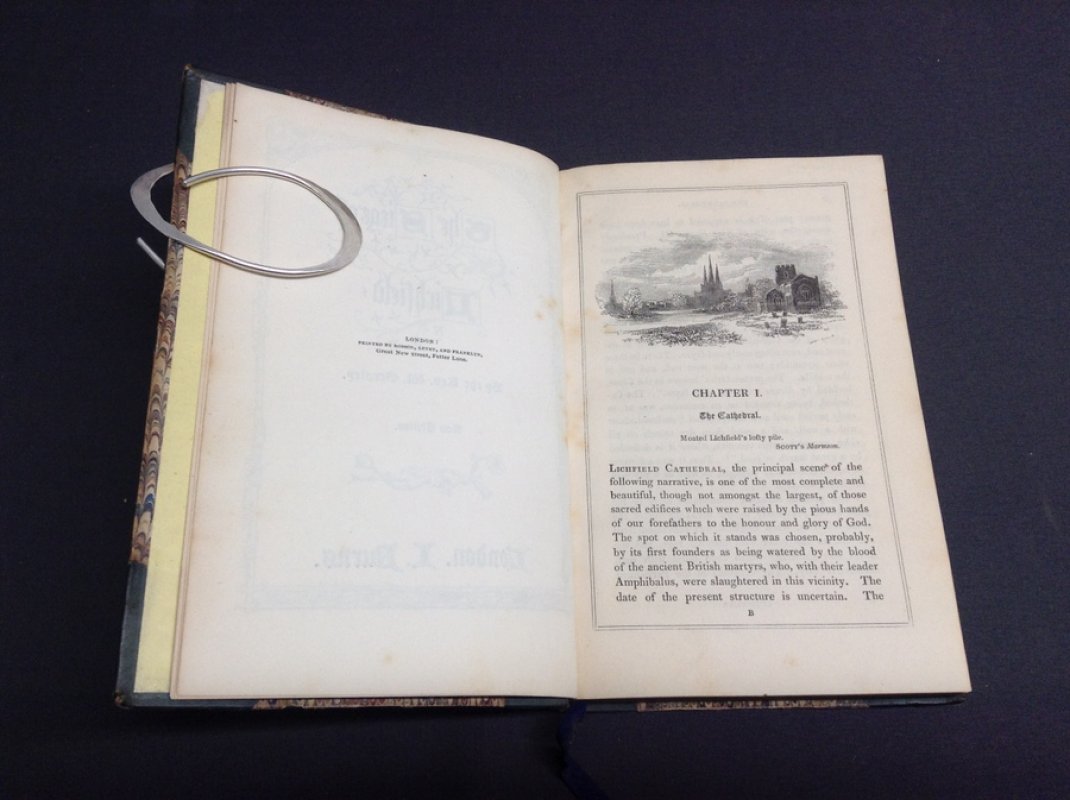 LONDON:
PRINTED BY ROBSON, LEVEY, AND FRANKLYN,
Great New Street, Fetter Lane.
CHAPTER I.
The Cathedral.
Moated Lichfield's lofty pile.
SCOTT'S Marmion.
LICHFIELD CATHEDRAL, the principal scene of the
following narrative, is one of the most complete and
beautiful, though not amongst the largest, of those
sacred edifices which were raised by the pious hands
of our forefathers to the honour and glory of God.
The spot on which it stands was chosen, probably,
by its first founders as being watered by the blood
of the ancient British martyrs, who, with their leader
Amphibalus, were slaughtered in this vicinity. The
date of the present structure is uncertain. The
B